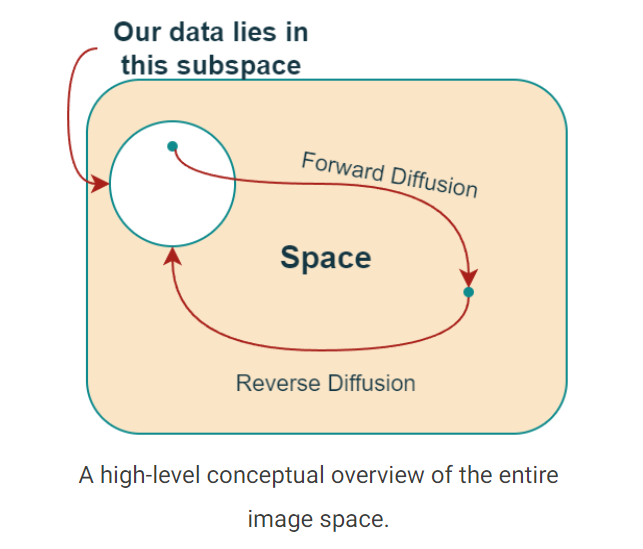 Our data lies in
this subspace
Forward Diffusion
Space
Reverse Diffusion
A high-level conceptual overview of the entire
image space.